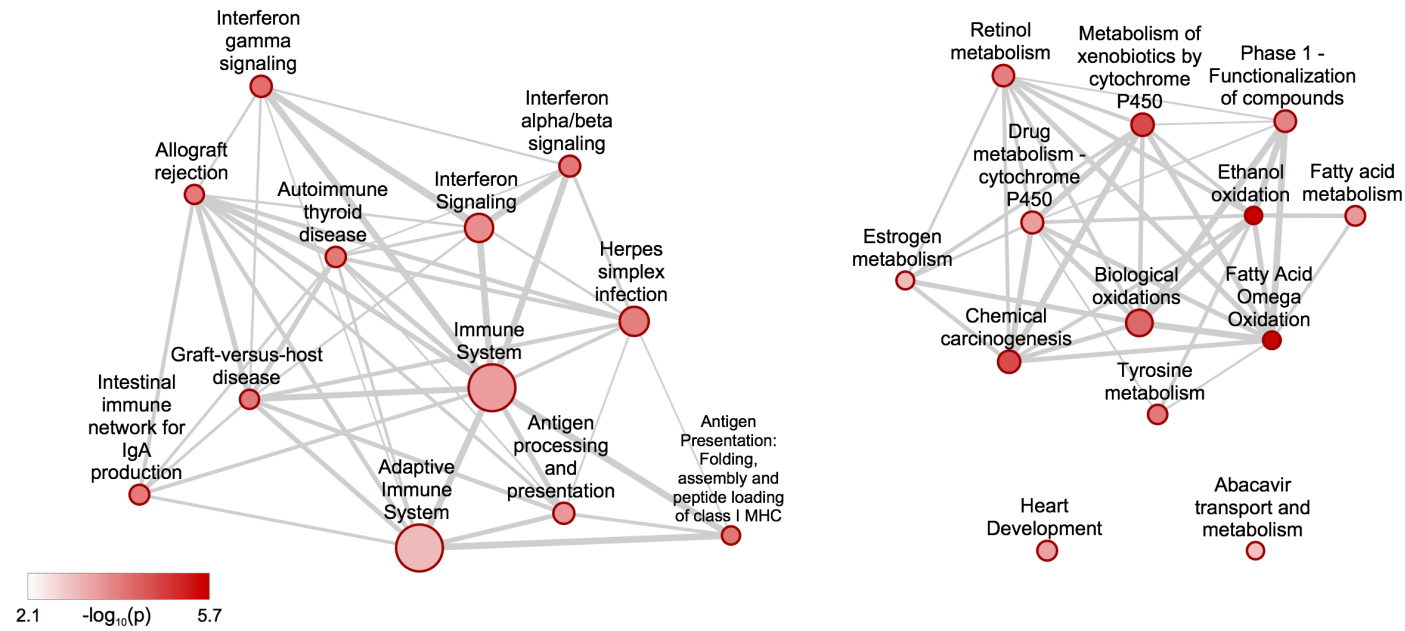 Interferon
gamma
signaling
Interferon
alpha/beta
signaling
Allograft
rejection
Autoimmune
thyroid
disease
Interferon
Signaling
Herpes
simplex
infection
Immune
System
Graft-versus-host
disease
Intestinal
immune
network for
IgA
production
Adaptive
Immune
System
Antigen
processing
and
presentation
Antigen
Presentation:
Folding,
assembly and
peptide loading
of class I MHC
2.1
-log10(p)
5.7
Retinol
metabolism
Metabolism of
xenobiotics by
cytochrome
P450
Phase 1 -
Functionalization
of compounds
Drug
metabolism -
cytochrome
P450
Ethanol
oxidation
Fatty acid
metabolism
Estrogen
metabolism
Biological
oxidations
Fatty Acid
Omega
Oxidation
Chemical
carcinogenesis
Tyrosine
metabolism
Heart
Development
Abacavir
transport and
metabolism